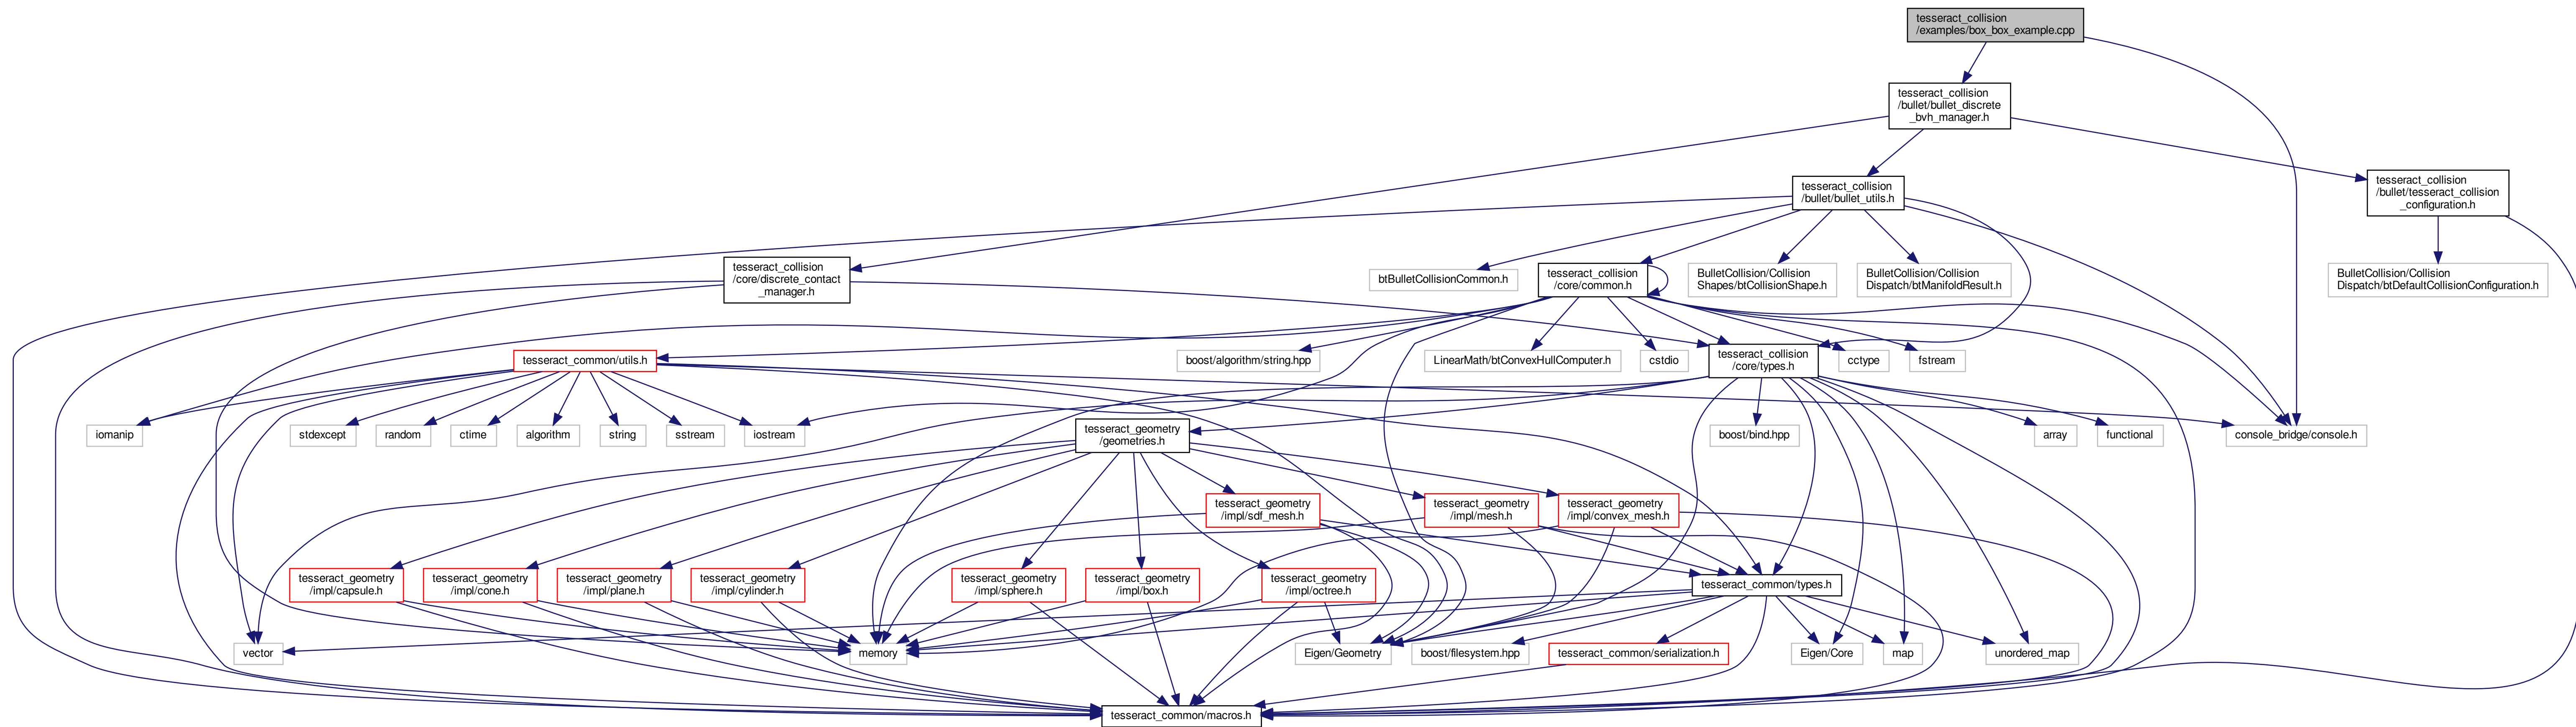 tesseract_collision
/examples/box_box_example.cpp
tesseract_collision
/bullet/bullet_discrete
_bvh_manager.h
tesseract_collision
/bullet/bullet_utils.h
tesseract_collision
/bullet/tesseract_collision
_configuration.h
tesseract_collision
/core/discrete_contact
_manager.h
btBulletCollisionCommon.h
tesseract_collision
/core/common.h
BulletCollision/Collision
Shapes/btCollisionShape.h
BulletCollision/Collision
Dispatch/btManifoldResult.h
BulletCollision/Collision
Dispatch/btDefaultCollisionConfiguration.h
tesseract_common/utils.h
boost/algorithm/string.hpp
LinearMath/btConvexHullComputer.h
cstdio
tesseract_collision
/core/types.h
cctype
fstream
iomanip
stdexcept
random
ctime
algorithm
string
sstream
iostream
tesseract_geometry
/geometries.h
boost/bind.hpp
array
functional
console_bridge/console.h
tesseract_geometry
/impl/sdf_mesh.h
tesseract_geometry
/impl/mesh.h
tesseract_geometry
/impl/convex_mesh.h
tesseract_geometry
/impl/capsule.h
tesseract_geometry
/impl/cone.h
tesseract_geometry
/impl/plane.h
tesseract_geometry
/impl/cylinder.h
tesseract_geometry
/impl/sphere.h
tesseract_geometry
/impl/box.h
tesseract_geometry
/impl/octree.h
tesseract_common/types.h
vector
memory
Eigen/Geometry
boost/filesystem.hpp
tesseract_common/serialization.h
Eigen/Core
map
unordered_map
tesseract_common/macros.h